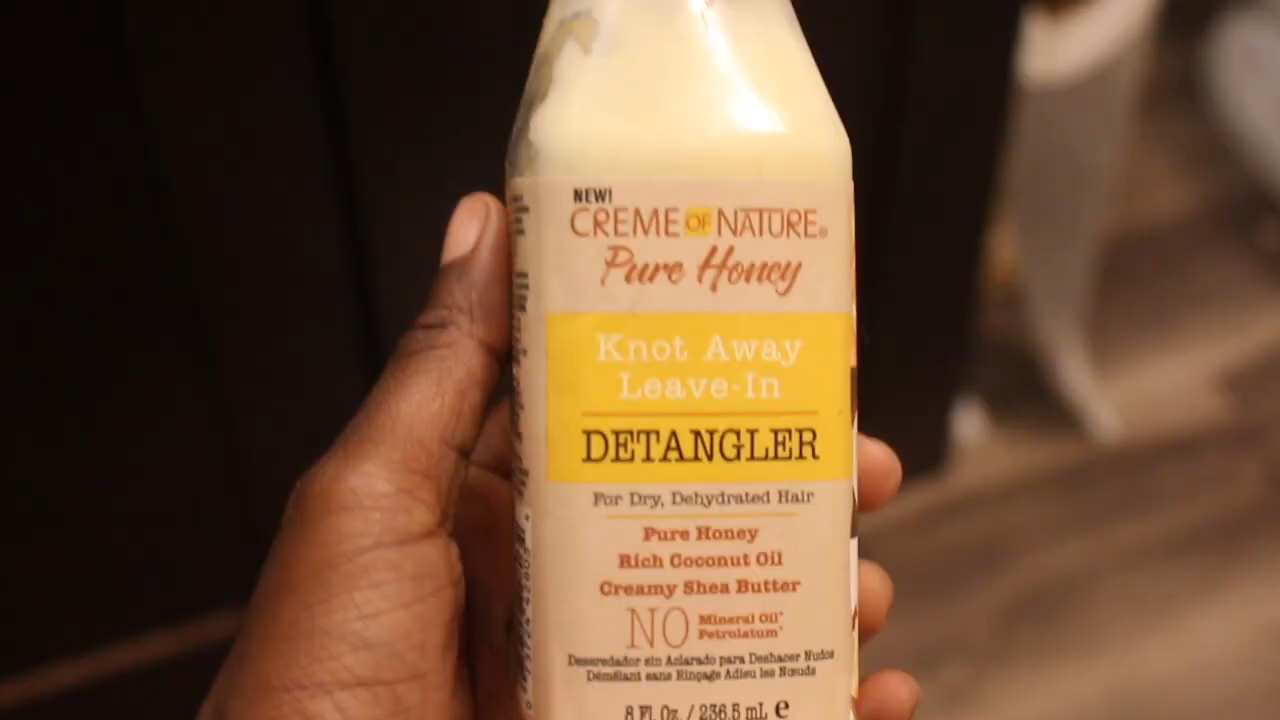 NEW!
CREME OF NATURE®
Pure Honey
Knot Away
Leave-In
DETANGLER
For Dry, Dehydrated Hair
Pure Honey
Rich Coconut Oil
Creamy Shea Butter
NO Mineral Oil*
Petrolatum*
Desenredador sin Aclarado para Deshacer Nudos
Démêlant sans Rinçage Adieu les Nœuds
8 Fl. Oz. / 236.5 mL e